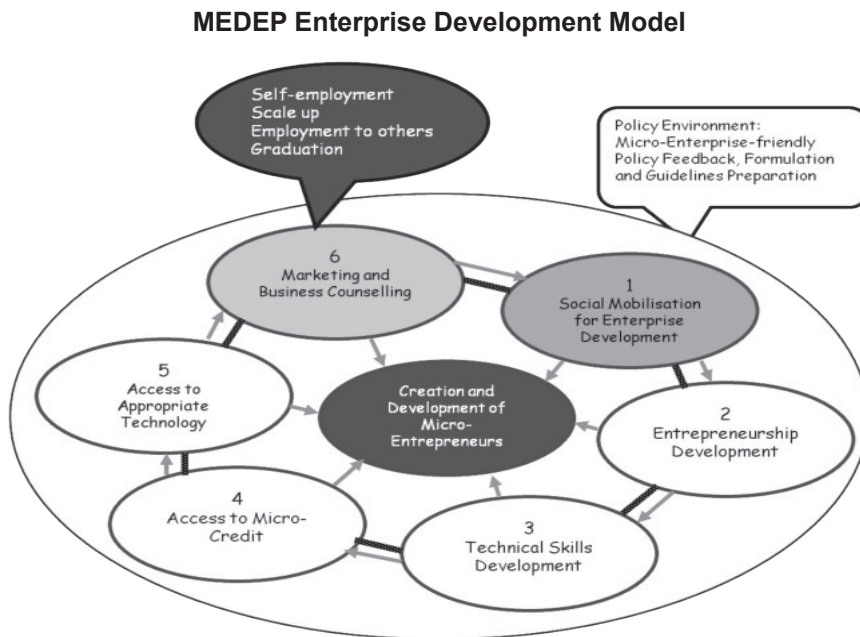 MEDEP Enterprise Development Model
Self-employment
Scale up
Employment to others
Graduation
Policy Environment:
Micro-Enterprise-friendly
Policy Feedback, Formulation
and Guidelines Preparation
6
Marketing and
Business Counselling
1
Social Mobilisation
for Enterprise
Development
5
Access to
Appropriate
Technology
Creation and
Development of
Micro-
Entrepreneurs
2
Entrepreneurship
Development
4
Access to Micro-
Credit
3
Technical Skills
Development